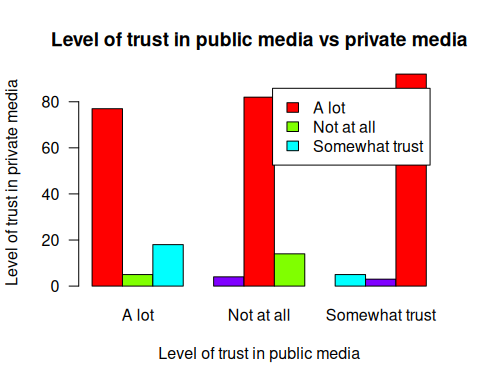 Level of trust in public media vs private media
Level of trust in private media
80
60
40
20
0
A lot
Not at all
Somewhat trust
A lot
Not at all
Somewhat trust
Level of trust in public media